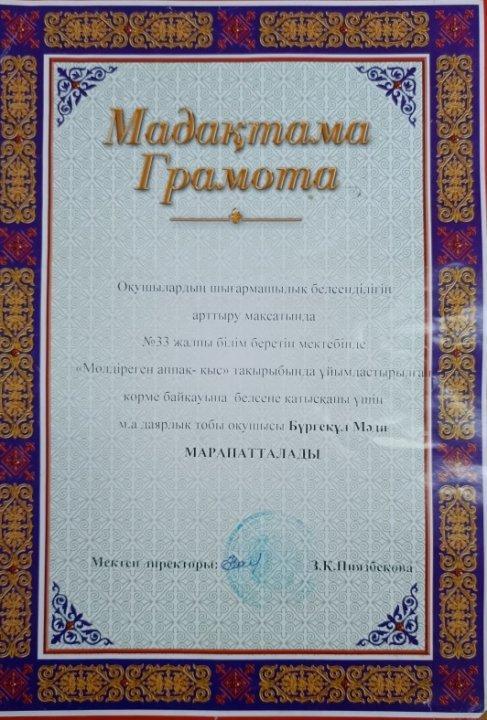 Мадақтама
Грамота
Оқушылардың шығармашылық белсенділігін
арттыру мақсатында
№33 жалпы білім беретін мектебінде
«Мөлдіреген аппақ- қыс» тақырыбында ұйымдастырылған
көрме байқауына белсене қатысқаны үшін
м.а даярлық тобы оқушысы Бүргекұл Мәди
МАРАПАТТАЛАДЫ
Мектеп директоры: З.К.Пиязбекова